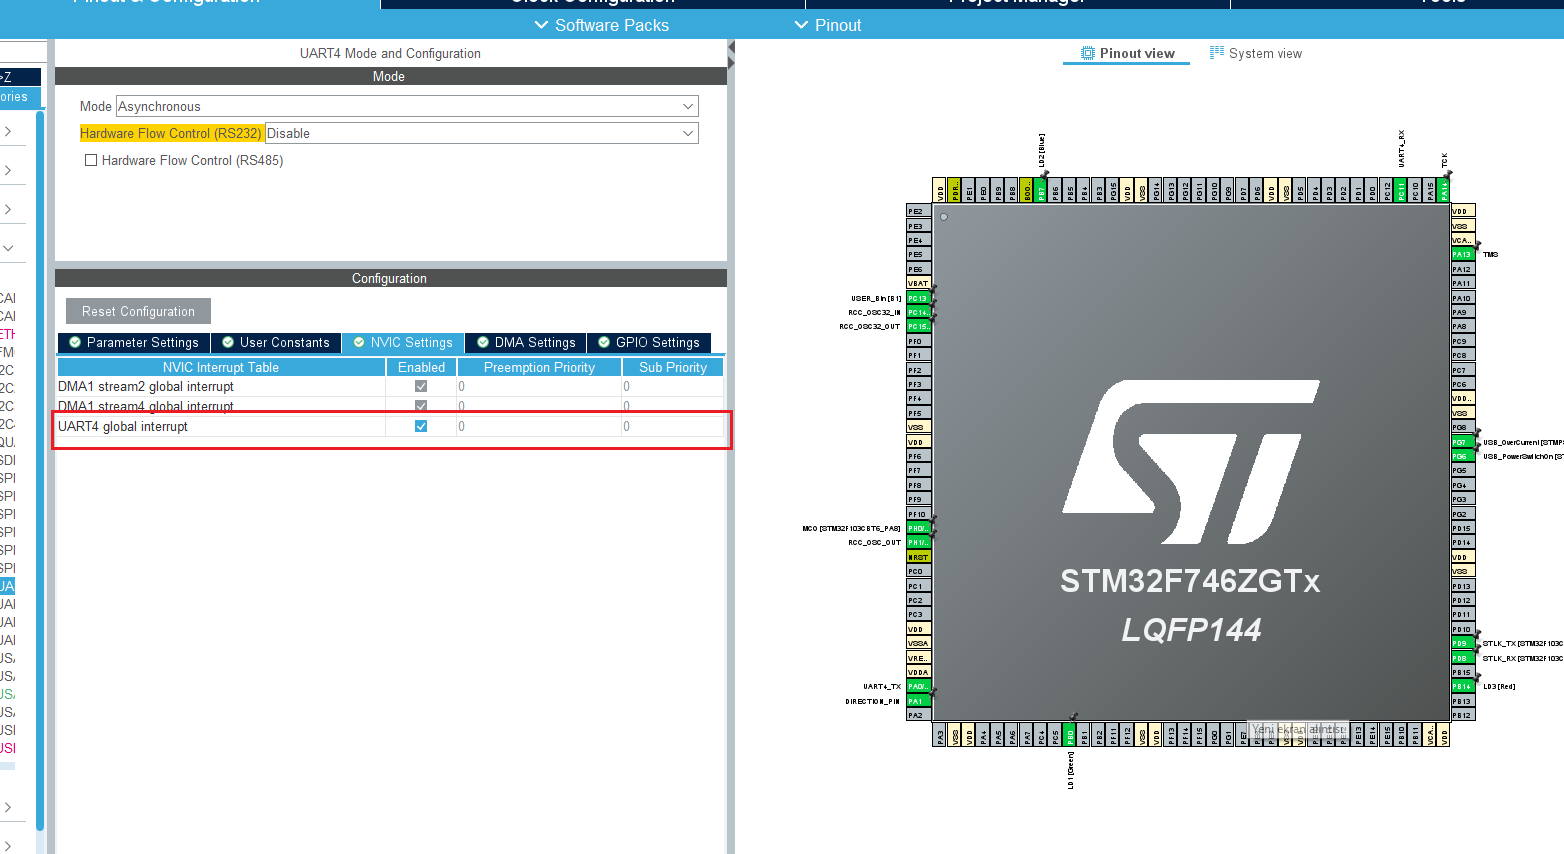 Pinout & Configuration
Clock Configuration
Project Manager
Tools
Software Packs
Pinout
UART4 Mode and Configuration
Mode
Mode Asynchronous
Hardware Flow Control (RS232) Disable
Hardware Flow Control (RS485)
Configuration
Reset Configuration
Parameter Settings
User Constants
NVIC Settings
DMA Settings
GPIO Settings
NVIC Interrupt Table Enabled Preemption Priority Sub Priority
DMA1 stream2 global interrupt 0 0
DMA1 stream4 global interrupt 0 0
UART4 global interrupt 0 0
Pinout view
System view
LD2 [Blue]
UART4_RX
TCK
VDD
PDR..
PE1
PE0
PB9
PB8
BOO..
PB7
PB6
PB5
PB4
PB3
PG15
VDD
VSS
PG14
PG13
PG12
PG11
PG10
PG9
PD7
PD6
VDD
VSS
PD5
PD4
PD3
PD2
PD1
PD0
PC12
PC11
PC10
PA15
PA14
PE2
PE3
PE4
PE5
PE6
VBAT
USER_Btn [B1] PC13
RCC_OSC32_IN PC14..
RCC_OSC32_OUT PC15..
PF0
PF1
PF2
PF3
PF4
PF5
VSS
VDD
PF6
PF7
PF8
PF9
PF10
MCO [STM32F103CBT6_PA8] PH0/..
RCC_OSC_OUT PH1/..
NRST
PC0
PC1
PC2
PC3
VDD
VSSA
VRE..
VDDA
UART4_TX PA0/..
DIRECTION_PIN PA1
PA2
STM32F746ZGTx
LQFP144
VDD
VSS
VCA..
PA13 TMS
PA12
PA11
PA10
PA9
PA8
PC9
PC8
PC7
PC6
VDD..
VSS
PG8
PG7 USB_OverCurrent [STMP
PG6 USB_PowerSwitchOn [ST
PG5
PG4
PG3
PG2
PD15
PD14
VDD
VSS
PD13
PD12
PD11
PD10
PD9 STLK_TX [STM32F103C
PD8 STLK_RX [STM32F103C
PB15
PB14 LD3 [Red]
PB13
PB12
PA3
VSS
VDD
PA4
PA5
PA6
PA7
PC4
PC5
PB0
PB1
PB2
PF11
PF12
VSS
VDD
PF13
PF14
PF15
PG0
PG1
PE7
PE13
PE14
PE15
PB10
PB11
VCA..
VDD
Yeni ekran alıntısı
LD1 [Green]